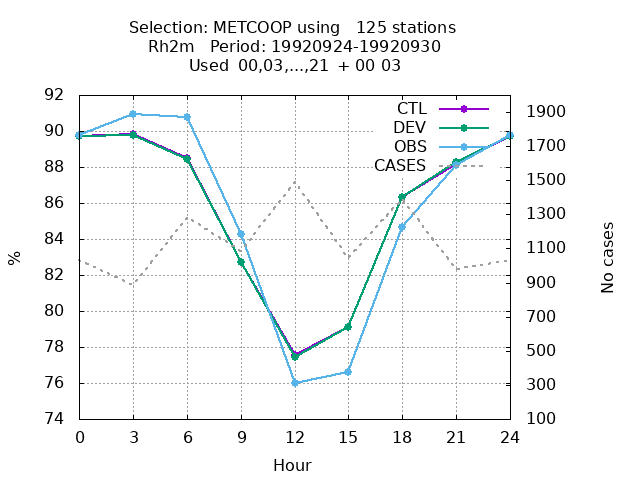 Selection: METCOOP using   125 stations
Rh2m   Period: 19920924-19920930
Used  00,03,...,21  + 00 03
92
90
88
86
84
82
80
78
76
74
%
CTL
DEV
OBS
CASES
1900
1700
1500
1300
1100
900
700
500
300
100
No cases
0 3 6 9 12 15 18 21 24
Hour